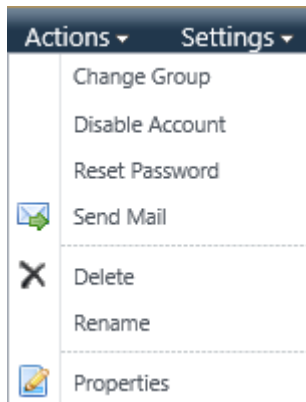 Actions Settings
Change Group
Disable Account
Reset Password
Send Mail
Delete
Rename
Properties